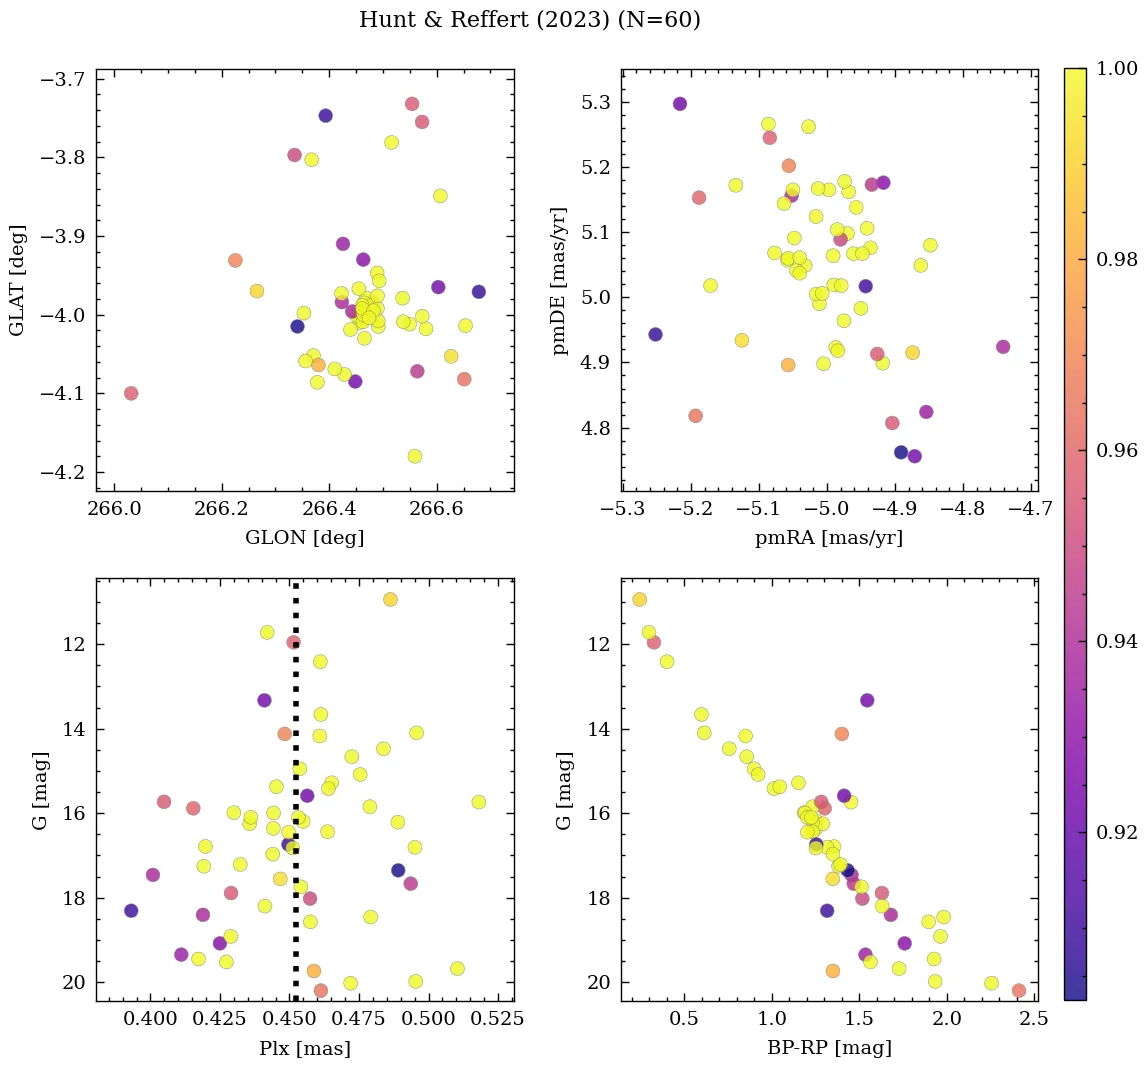 Hunt & Reffert (2023) (N=60)
−3.7
−3.8
−3.9
−4.0
−4.1
−4.2
GLAT [deg]
266.0 266.2 266.4 266.6
GLON [deg]
5.3
5.2
5.1
5.0
4.9
4.8
pmDE [mas/yr]
−5.3 −5.2 −5.1 −5.0 −4.9 −4.8 −4.7
pmRA [mas/yr]
12
14
16
18
20
G [mag]
0.400 0.425 0.450 0.475 0.500 0.525
Plx [mas]
12
14
16
18
20
G [mag]
0.5 1.0 1.5 2.0 2.5
BP-RP [mag]
1.00
0.98
0.96
0.94
0.92